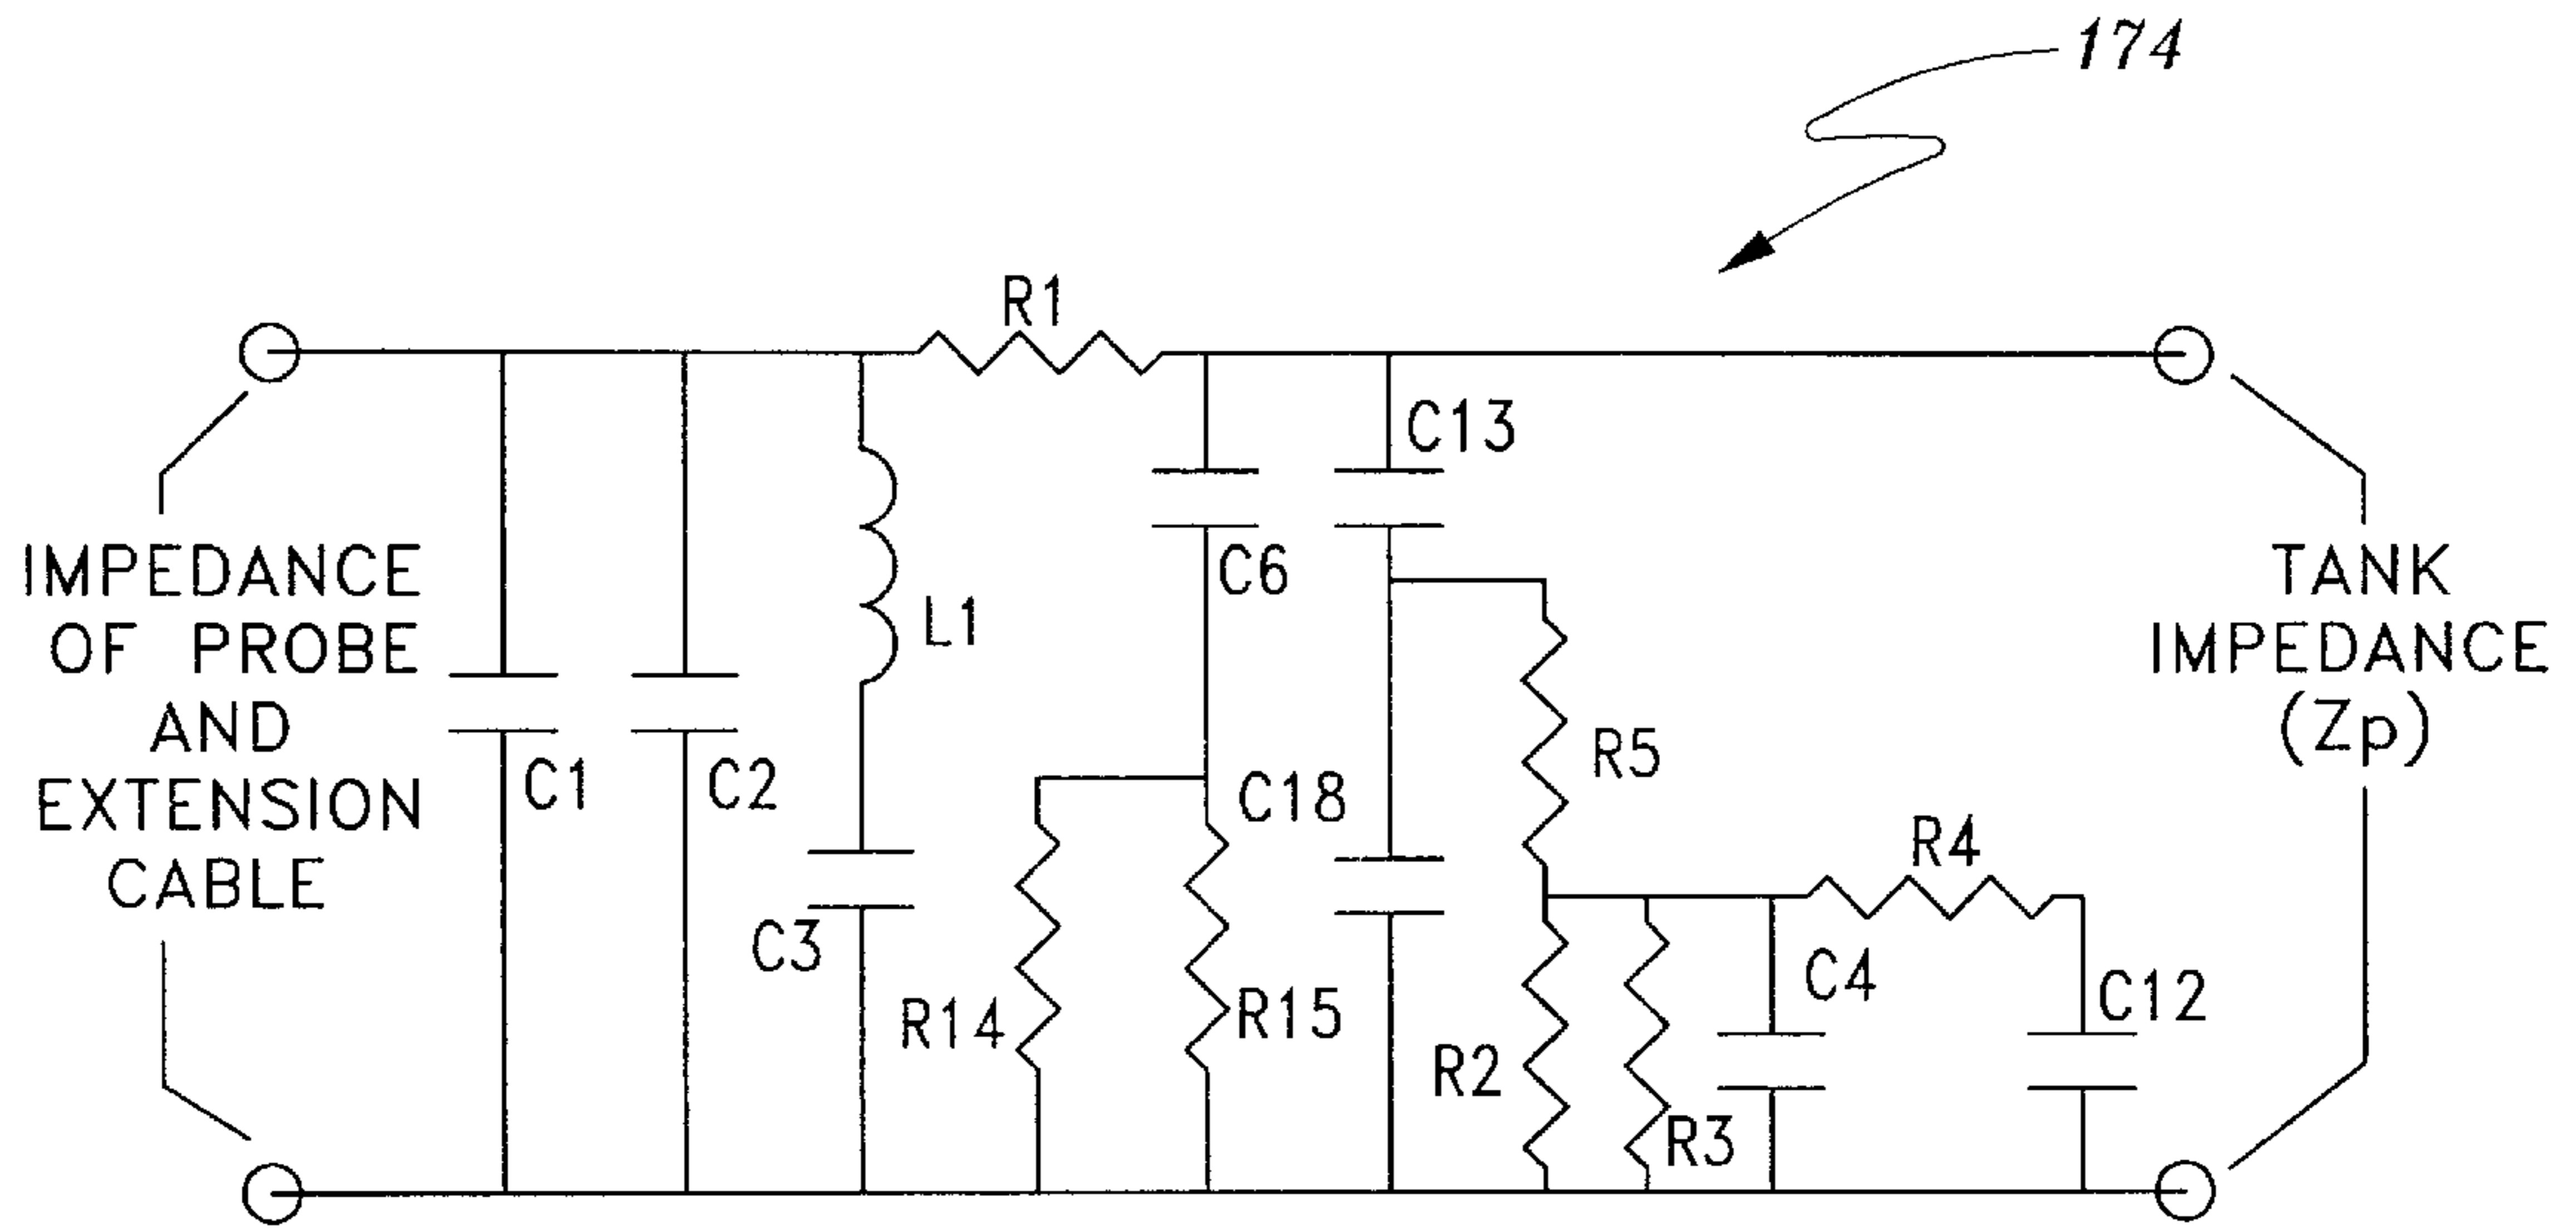 174
R1
C13
C6
IMPEDANCE
OF PROBE
AND
EXTENSION
CABLE
L1
TANK
IMPEDANCE
(Zp)
R5
C1
C2
C18
R4
C3
C4
C12
R14
R15
R2
R3